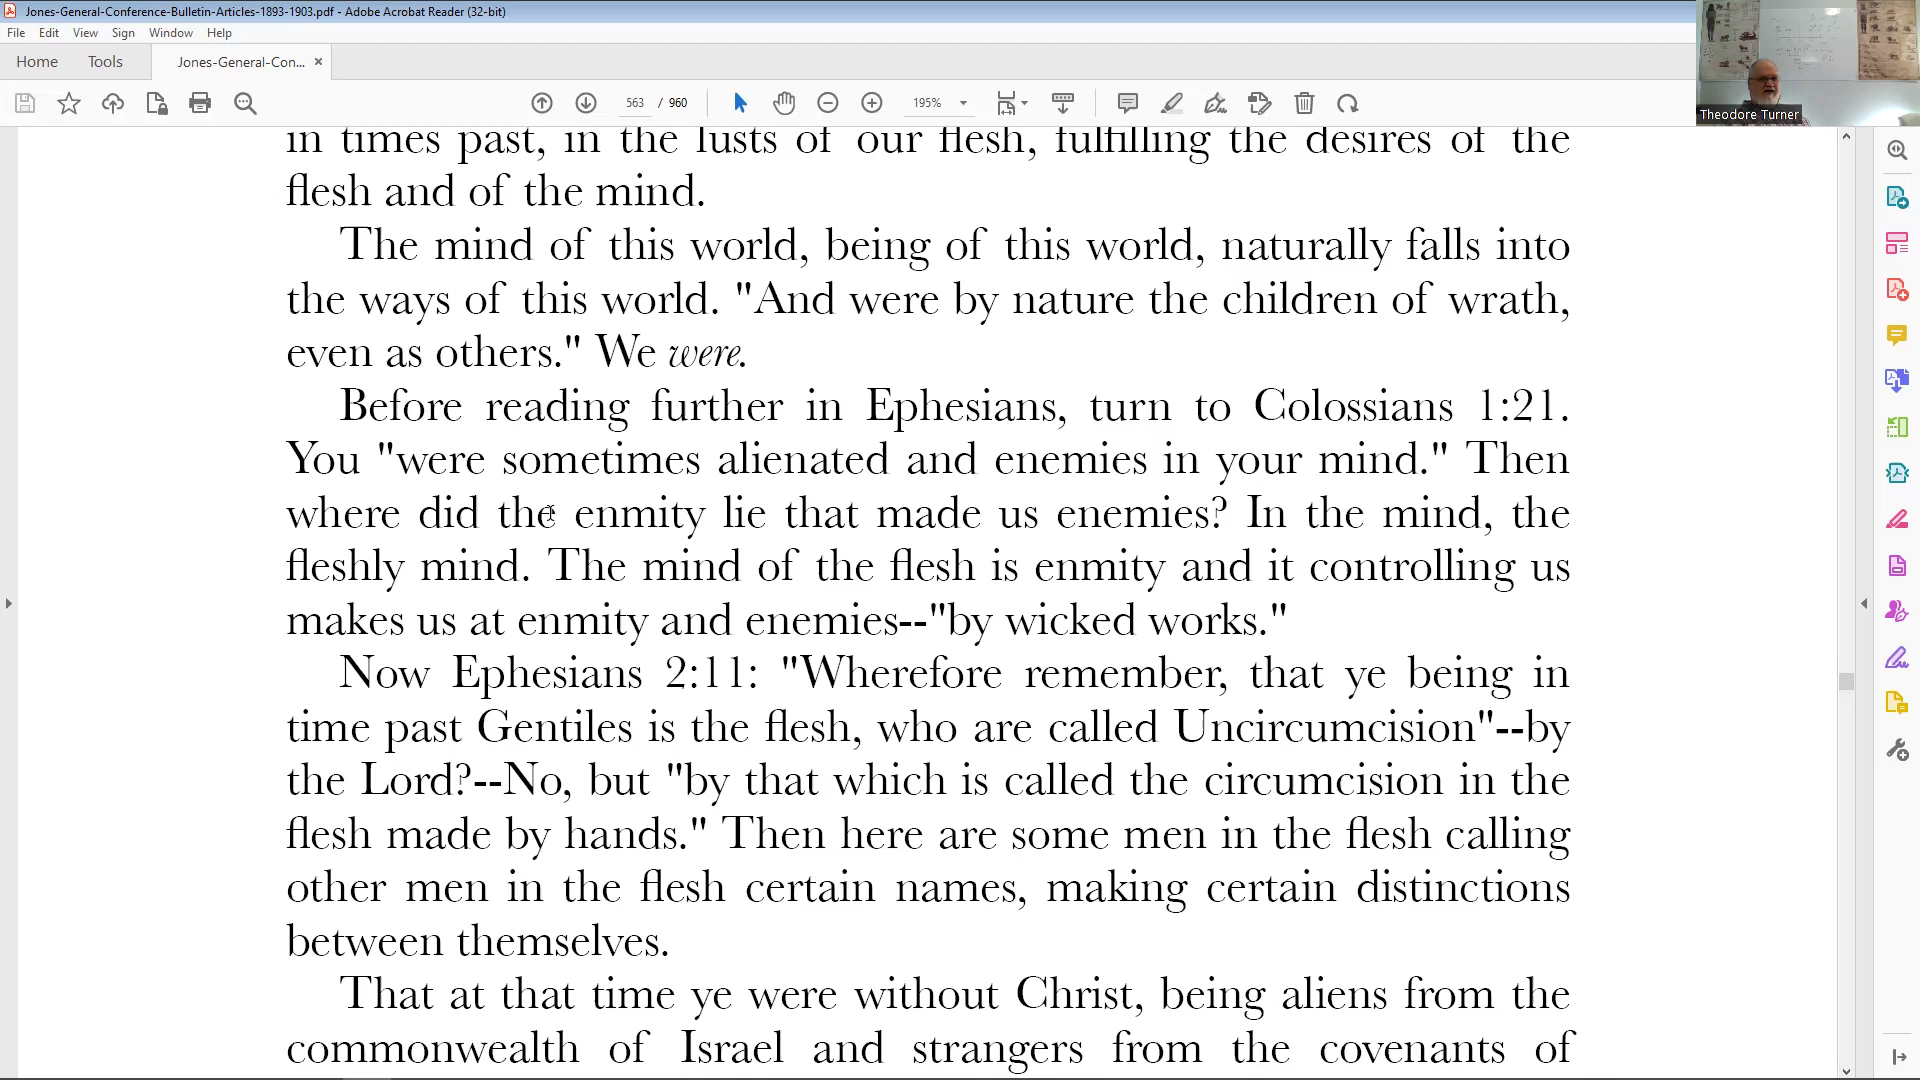 Jones-General-Conference-Bulletin-Articles-1893-1903.pdf - Adobe Acrobat Reader (32-bit)
File Edit View Sign Window Help
Home Tools Jones-General-Con... ×
563 / 960 195%
Theodore Turner
in times past, in the lusts of our flesh, fulfilling the desires of the
flesh and of the mind.
The mind of this world, being of this world, naturally falls into
the ways of this world. "And were by nature the children of wrath,
even as others." We were.
Before reading further in Ephesians, turn to Colossians 1:21.
You "were sometimes alienated and enemies in your mind." Then
where did the enmity lie that made us enemies? In the mind, the
fleshly mind. The mind of the flesh is enmity and it controlling us
makes us at enmity and enemies--"by wicked works."
Now Ephesians 2:11: "Wherefore remember, that ye being in
time past Gentiles is the flesh, who are called Uncircumcision"--by
the Lord?--No, but "by that which is called the circumcision in the
flesh made by hands." Then here are some men in the flesh calling
other men in the flesh certain names, making certain distinctions
between themselves.
That at that time ye were without Christ, being aliens from the
commonwealth of Israel and strangers from the covenants of